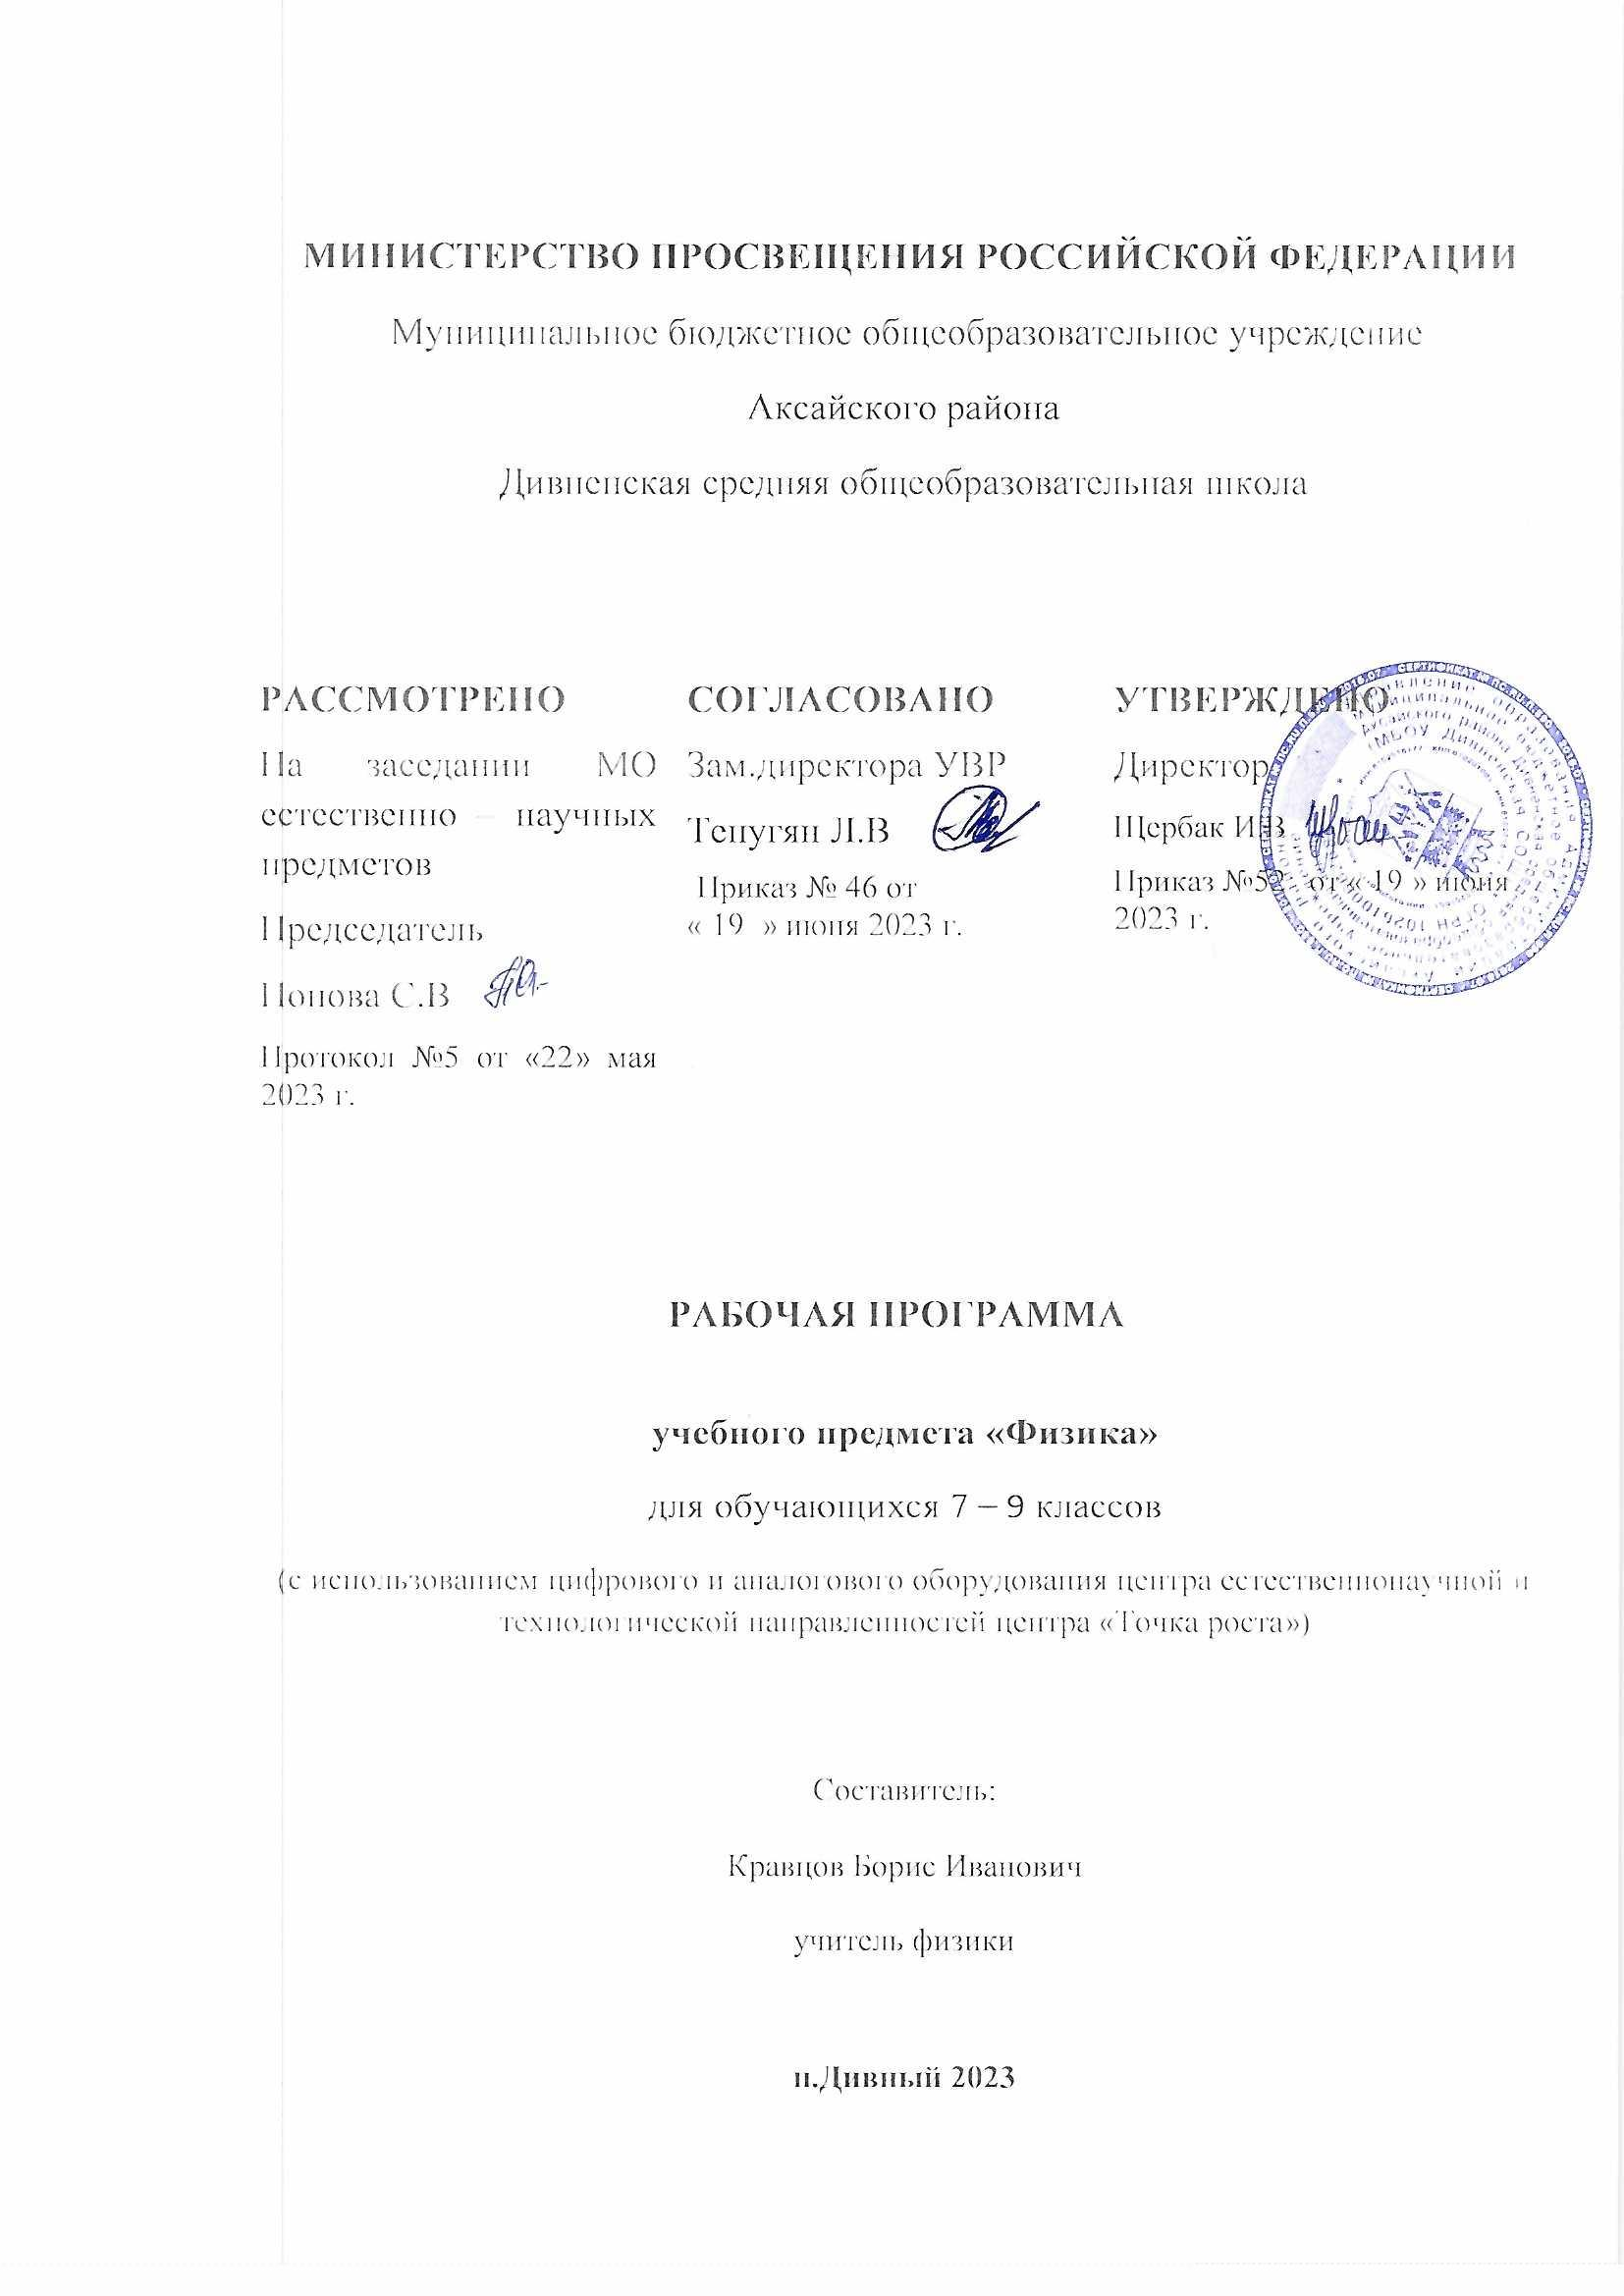 МИНИСТЕРСТВО ПРОСВЕЩЕНИЯ РОССИЙСКОЙ ФЕДЕРАЦИИ
Муниципальное бюджетное общеобразовательное учреждение
Аксайского района
Дивненская средняя общеобразовательная школа
РАССМОТРЕНО
На заседании МО
естественно – научных
предметов
Председатель
Попова С.В
Протокол №5 от «22» мая
2023 г.
СОГЛАСОВАНО
Зам.директора УВР
Тенугян Л.В
Приказ № 46 от
« 19 » июня 2023 г.
УТВЕРЖДЕНО
Директор
Щербак И.В
Приказ №52 от « 19 » июня
2023 г.
РАБОЧАЯ ПРОГРАММА
учебного предмета «Физика»
для обучающихся 7 – 9 классов
(с использованием цифрового и аналогового оборудования центра естественнонаучной и
технологической направленностей центра «Точка роста»)
Составитель:
Кравцов Борис Иванович
учитель физики
п.Дивный 2023